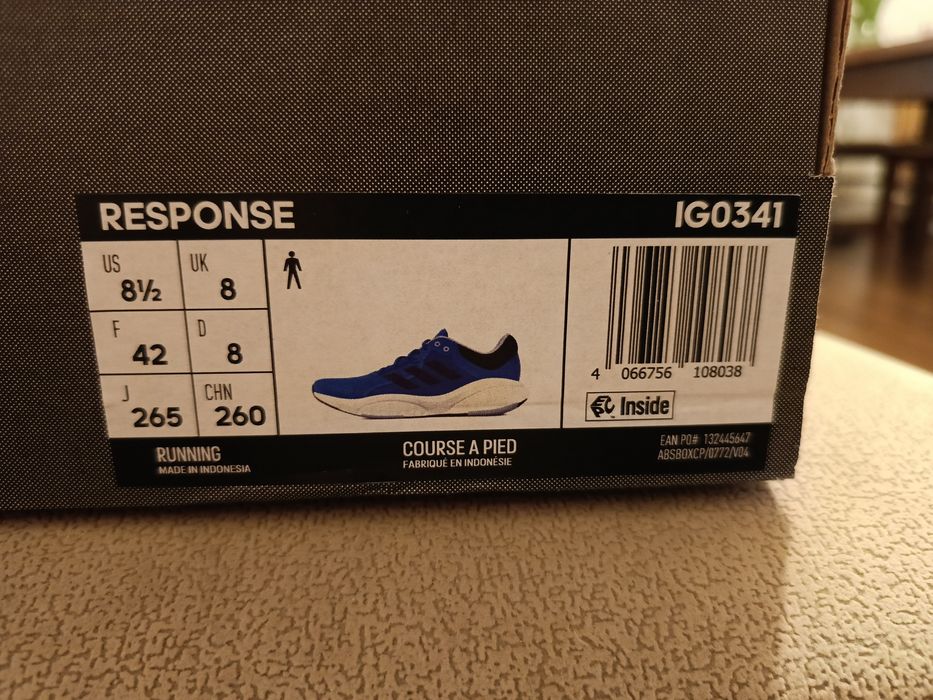 RESPONSE
IG0341
US
8½
UK
8
F
42
D
8
J
265
CHN
260
4 066756 108038
Inside
RUNNING
MADE IN INDONESIA
COURSE A PIED
FABRIQUÉ EN INDONÉSIE
EAN PO# 132445647
ABSBOXCP/0772/V04